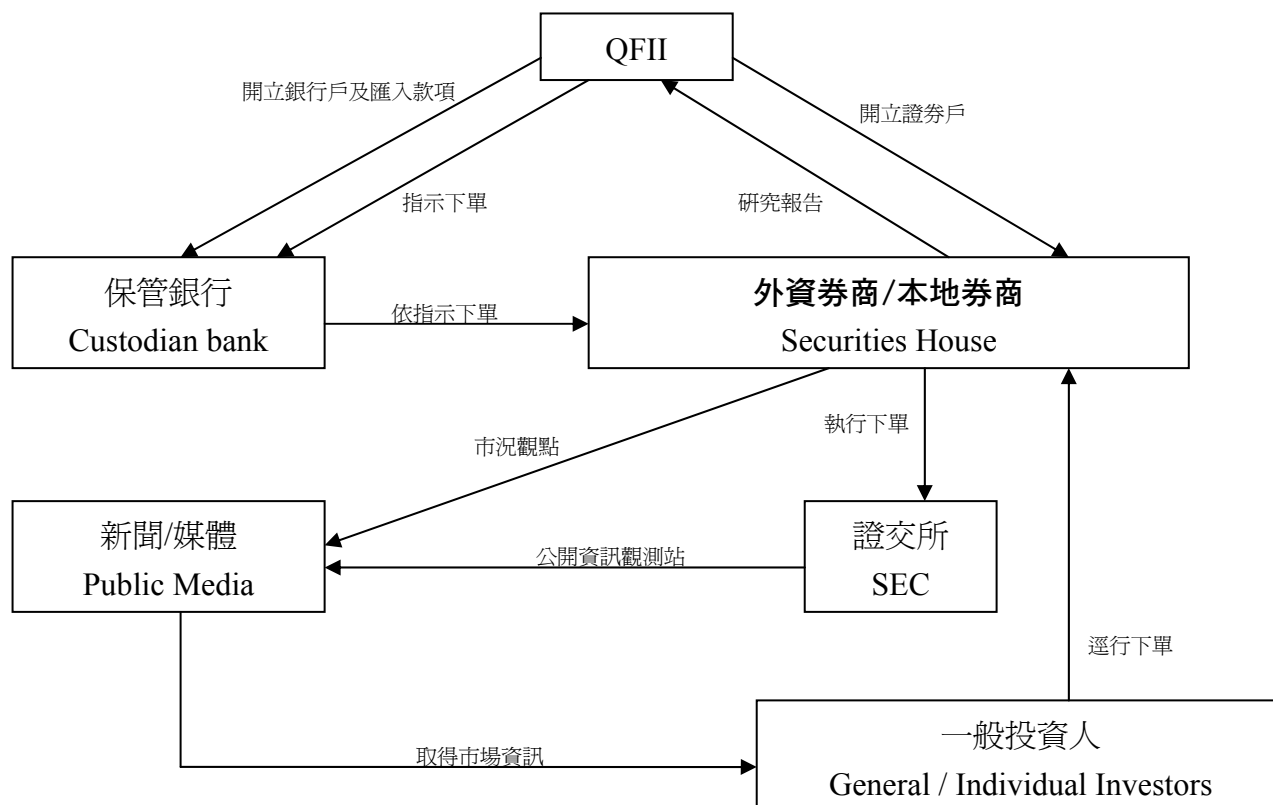 QFII
開立銀行戶及匯入款項
開立證券戶
指示下單
研究報告
保管銀行
Custodian bank
依指示下單
外資券商/本地券商
Securities House
市況觀點
執行下單
新聞/媒體
Public Media
公開資訊觀測站
證交所
SEC
逕行下單
取得市場資訊
一般投資人
General / Individual Investors